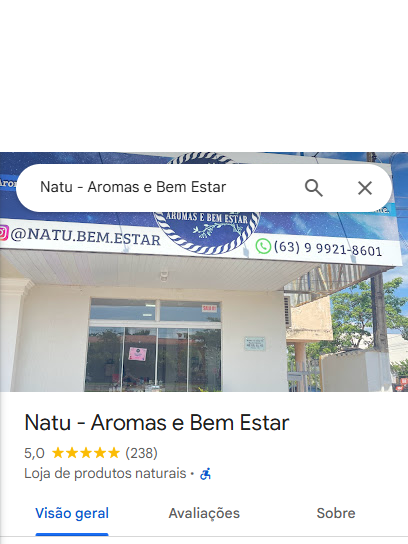 Natu - Aromas e Bem Estar
AROMAS E BEM ESTAR
@NATU.BEM.ESTAR
(63) 9 9921-8601
Natu - Aromas e Bem Estar
5,0 ★★★★★ (238)
Loja de produtos naturais ·
Visão geral Avaliações Sobre